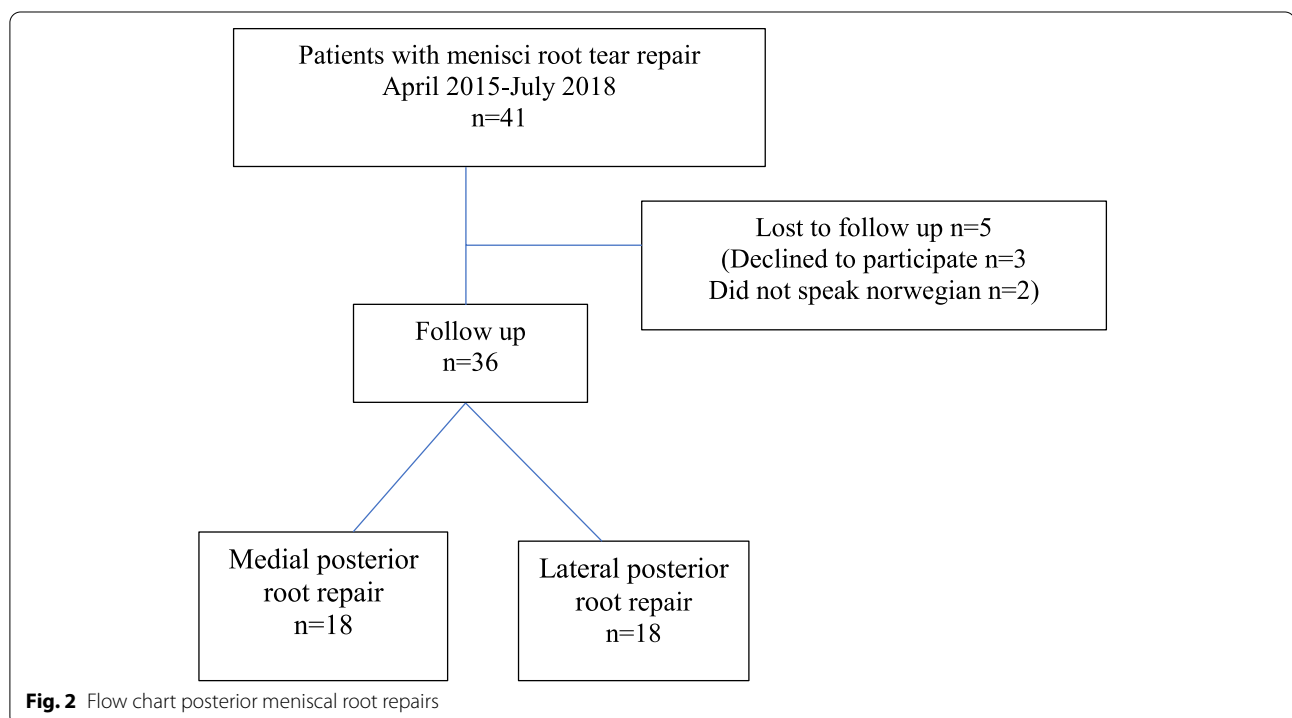 Patients with menisci root tear repair
April 2015-July 2018
n=41
Lost to follow up n=5
(Declined to participate n=3
Did not speak norwegian n=2)
Follow up
n=36
Medial posterior
root repair
n=18
Lateral posterior
root repair
n=18
Fig. 2 Flow chart posterior meniscal root repairs